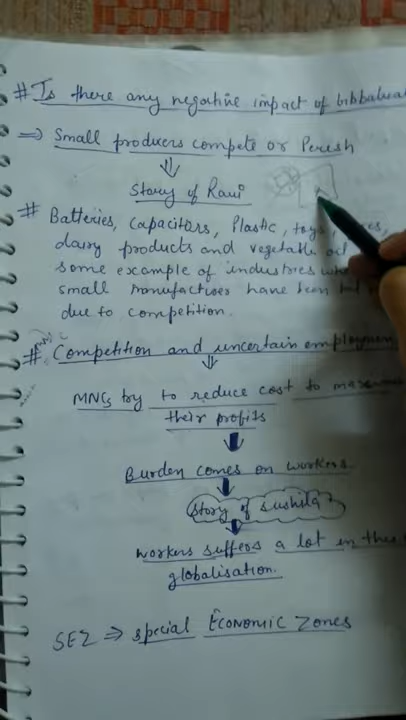 # Is there any negative impact of
=> Small producers compete or Perish
Story of Ravi
# Batteries, Capacitors, Plastic, toys,
dairy products and vegetable oil
some example of industries
small manufactures have been
due to competition.
# Competition and uncertain
MNCs try to reduce cost to
their profits
Burden comes on workers
Story of sushila
workers suffers a lot in
globalisation.
SEZ => special Economic Zones